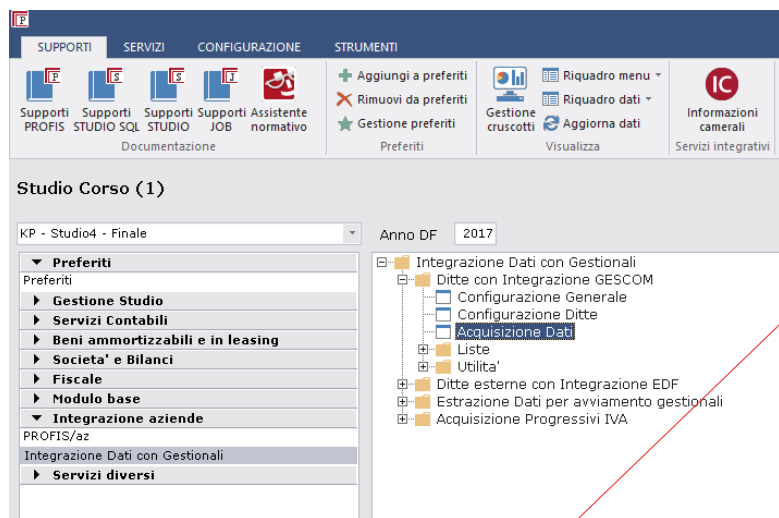 P
SUPPORTI SERVIZI CONFIGURAZIONE STRUMENTI
P S S J
Supporti PROFIS
Supporti STUDIO SQL
Supporti STUDIO
Supporti JOB
Assistente normativo
Documentazione
Aggiungi a preferiti
Rimuovi da preferiti
Gestione preferiti
Preferiti
Gestione cruscotti
Riquadro menu
Riquadro dati
Aggiorna dati
Visualizza
IC
Informazioni camerali
Servizi integrativi
Studio Corso (1)
KP - Studio4 - Finale
Preferiti
Preferiti
Gestione Studio
Servizi Contabili
Beni ammortizzabili e in leasing
Societa' e Bilanci
Fiscale
Modulo base
Integrazione aziende
PROFIS/az
Integrazione Dati con Gestionali
Servizi diversi
Anno DF 2017
Integrazione Dati con Gestionali
Ditte con Integrazione GESCOM
Configurazione Generale
Configurazione Ditte
Acquisizione Dati
Liste
Utilita'
Ditte esterne con Integrazione EDF
Estrazione Dati per avviamento gestionali
Acquisizione Progressivi IVA